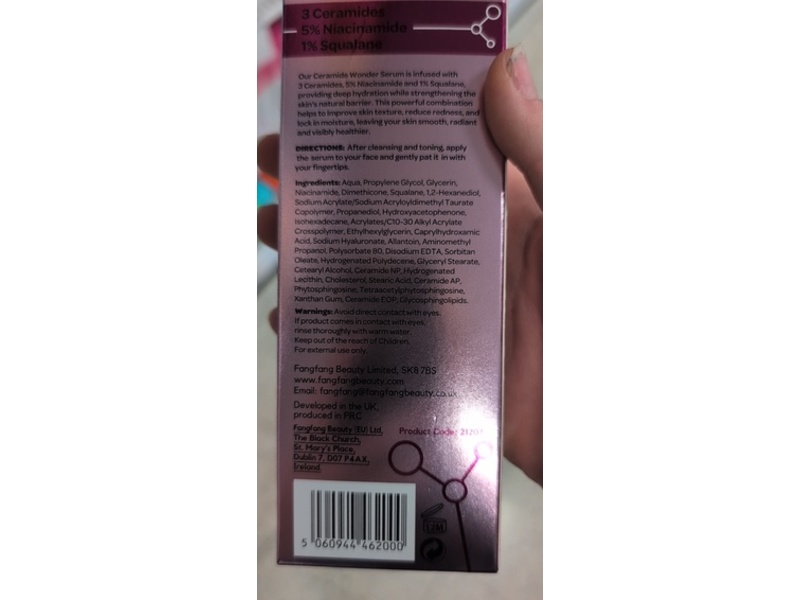 3 Ceramides
5% Niacinamide
1% Squalane
Our Ceramide Wonder Serum is infused with
3 Ceramides, 5% Niacinamide and 1% Squalane,
providing deep hydration while strengthening the
skin's natural barrier. This powerful combination
helps to improve skin texture, reduce redness, and
lock in moisture, leaving your skin smooth, radiant
and visibly healthier.
DIRECTIONS: After cleansing and toning, apply
the serum to your face and gently pat it in with
your fingertips.
Ingredients: Aqua, Propylene Glycol, Glycerin,
Niacinamide, Dimethicone, Squalane, 1,2-Hexanediol,
Sodium Acrylate/Sodium Acryloyldimethyl Taurate
Copolymer, Propanediol, Hydroxyacetophenone,
Isohexadecane, Acrylates/C10-30 Alkyl Acrylate
Crosspolymer, Ethylhexylglycerin, Caprylhydroxamic
Acid, Sodium Hyaluronate, Allantoin, Aminomethyl
Propanol, Polysorbate 80, Disodium EDTA, Sorbitan
Oleate, Hydrogenated Polydecene, Glyceryl Stearate,
Cetearyl Alcohol, Ceramide NP, Hydrogenated
Lecithin, Cholesterol, Stearic Acid, Ceramide AP,
Phytosphingosine, Tetraacetylphytosphingosine,
Xanthan Gum, Ceramide EOP, Glycosphingolipids.
Warnings: Avoid direct contact with eyes.
If product comes in contact with eyes,
rinse thoroughly with warm water.
Keep out of the reach of Children.
For external use only.
Fangfang Beauty Limited, SK8 7BS
www.fangfangbeauty.com
Email: fangfang@fangfangbeauty.co.uk
Developed in the UK,
produced in P.R.C
Fangfang Beauty (EU) Ltd,
The Black Church,
St. Mary's Place,
Dublin 7, D07 P4AX,
Ireland.
Product Code:
12M
5 060944 462000